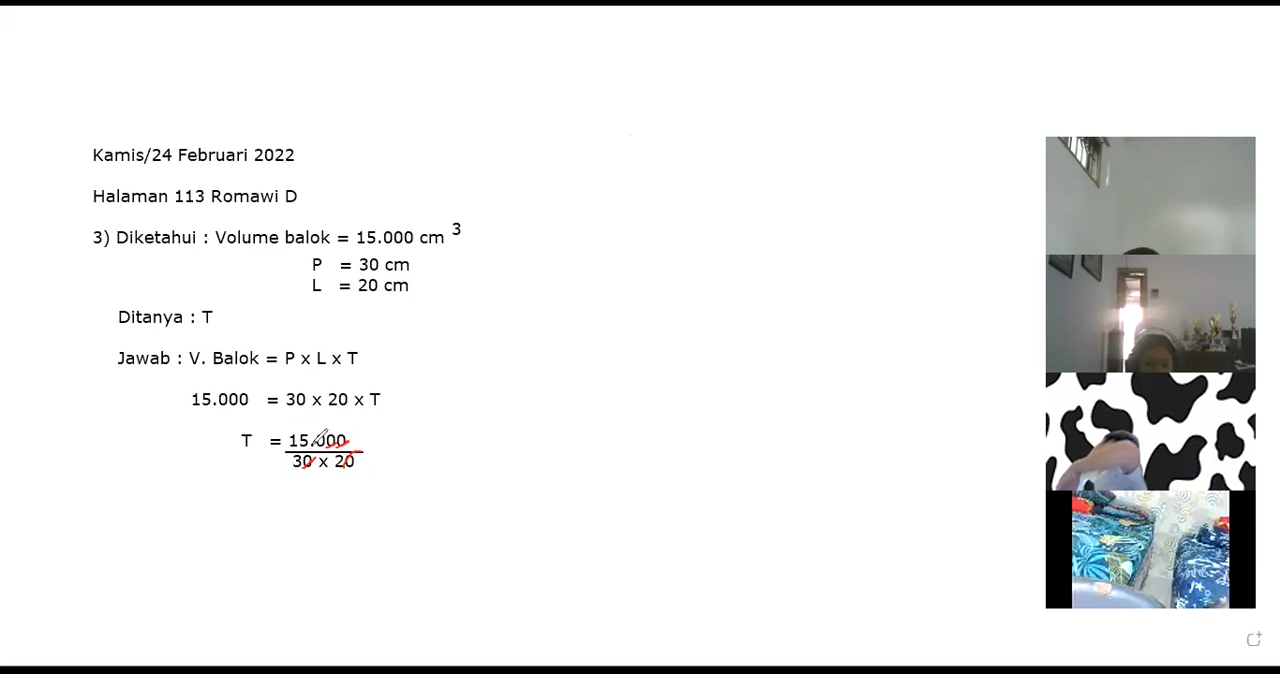 Kamis/24 Februari 2022
Halaman 113 Romawi D
3) Diketahui : Volume balok = 15.000 cm 3
P = 30 cm
L = 20 cm
Ditanya : T
Jawab : V. Balok = P x L x T
15.000 = 30 x 20 x T
T = 15.000
30 x 20